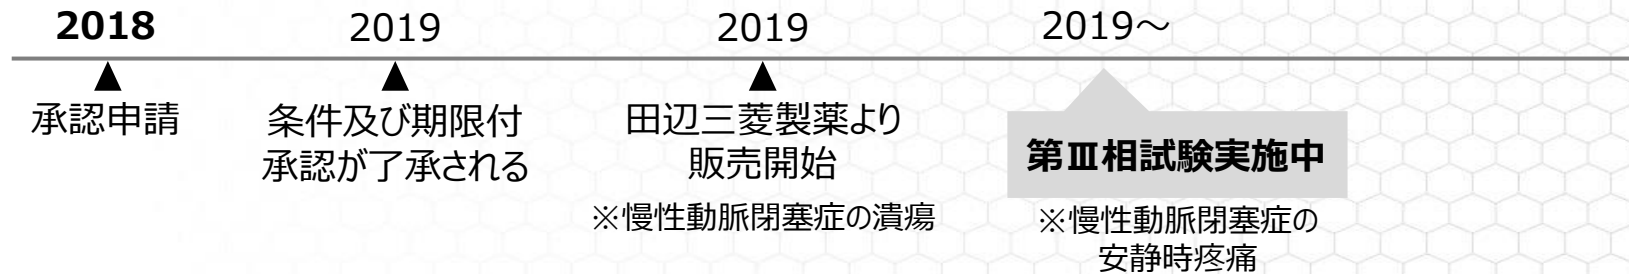 2018
2019
2019
2019～
承認申請
条件及び期限付
承認が了承される
田辺三菱製薬より
販売開始
※慢性動脈閉塞症の潰瘍
第Ⅲ相試験実施中
※慢性動脈閉塞症の
安静時疼痛